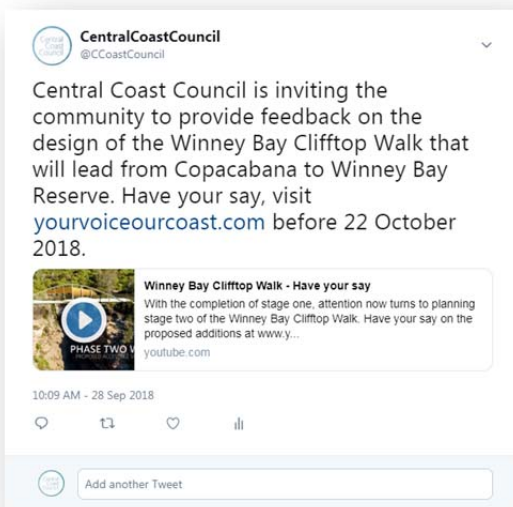 CentralCoastCouncil
@CCoastCouncil
Central Coast Council is inviting the
community to provide feedback on the
design of the Winney Bay Clifftop Walk that
will lead from Copacabana to Winney Bay
Reserve. Have your say, visit
yourvoiceourcoast.com before 22 October
2018.
Winney Bay Clifftop Walk - Have your say
With the completion of stage one, attention now turns to planning
stage two of the Winney Bay Clifftop Walk. Have your say on the
proposed additions at www.y...
youtube.com
PHASE TWO W
10:09 AM - 28 Sep 2018
Add another Tweet